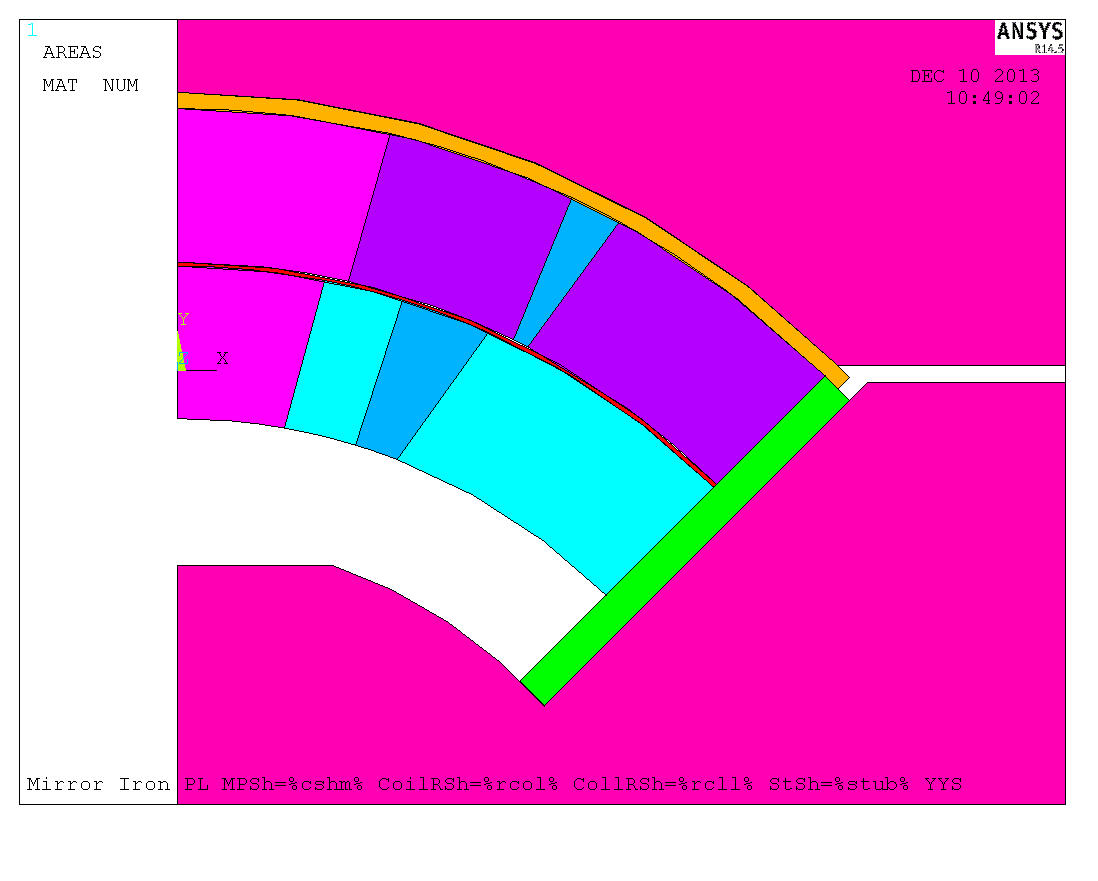 1
AREAS
MAT NUM
ANSYS
R14.5
DEC 10 2013
10:49:02
Y
Z X
Mirror Iron PL MPSh=%cshm% CoilRSh=%rcol% CollRSh=%rcll% StSh=%stub% YYS